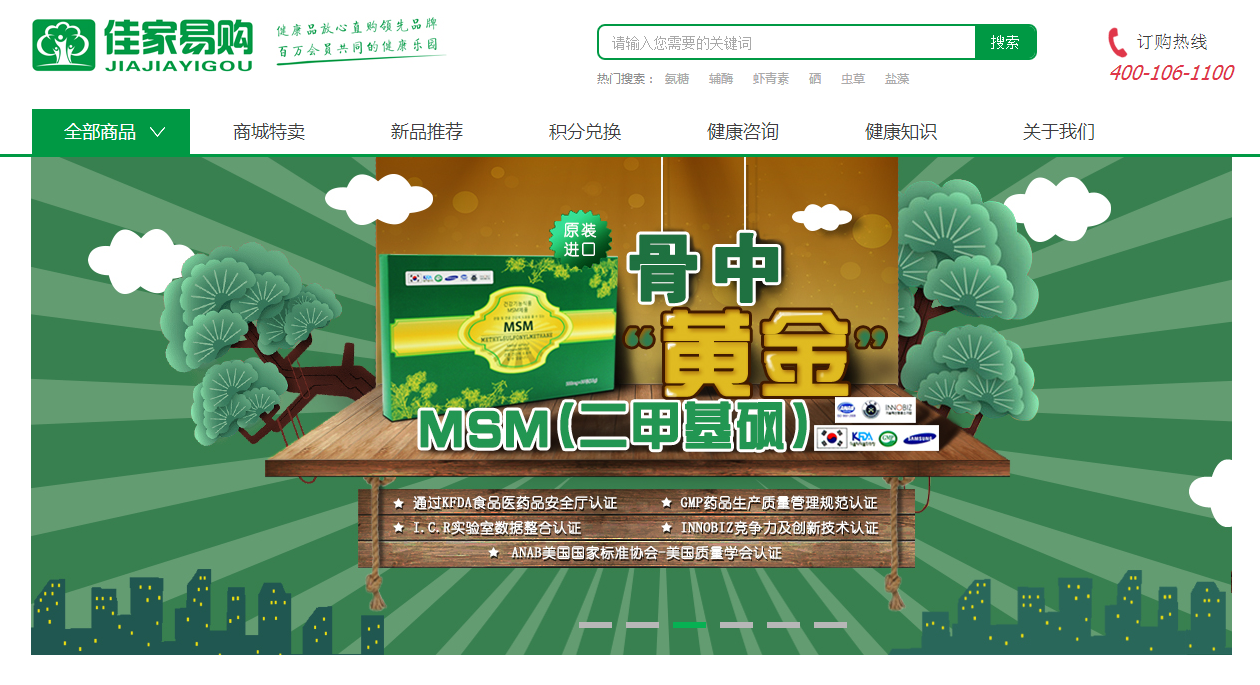 佳家易购
JIAJIAYIGOU
健康品放心直购领先品牌
百万会員共同的健康乐园
请输入您需要的关键词
搜索
热门搜索： 氨糖 辅酶 虾青素 硒 虫草 盐藻
订购热线
400-106-1100
全部商品 商城特卖 新品推荐 积分兑换 健康咨询 健康知识 关于我们
原装
进口
骨中
“黄金”
MSM
METHYLSULFONYLMETHANE
MSM(二甲基砜)
ANAB INNOBIZ
KFDA GMP SAMSUNG
★ 通过KFDA食品医药品安全厅认证 ★ GMP药品生产质量管理规范认证
★ I.C.R实验室数据整合认证 ★ INNOBIZ竞争力及创新技术认证
★ ANAB美国国家标准协会-美国质量学会认证